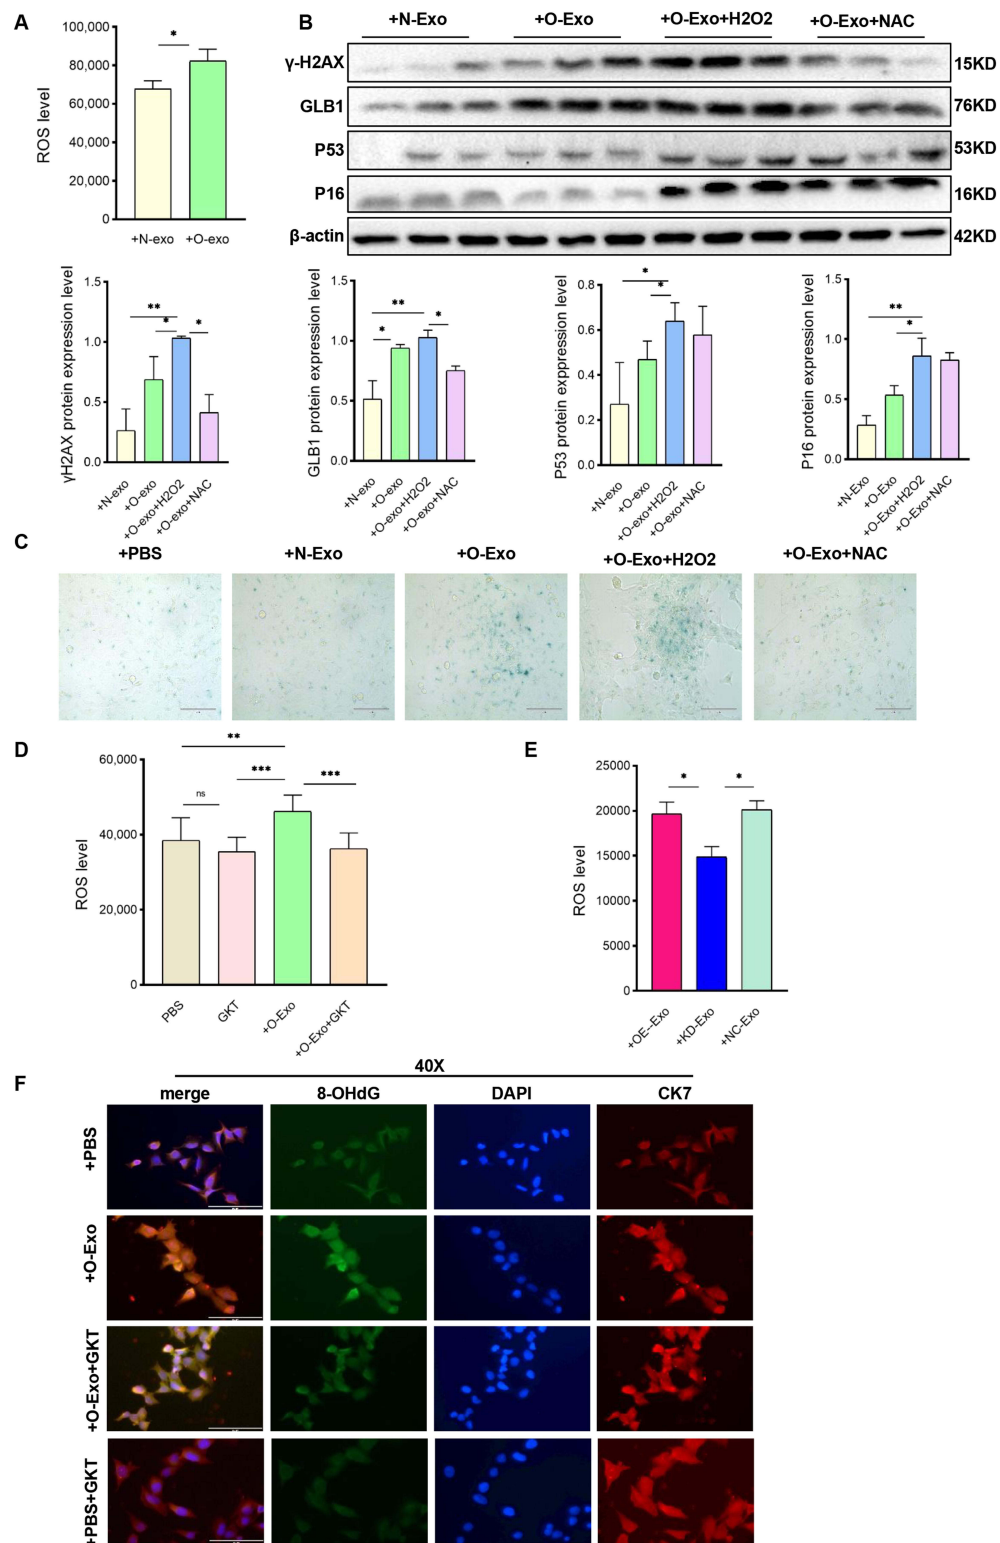 A
100,000
80,000
60,000
40,000
20,000
0
ROS level
*
+N-exo +O-exo
B
+N-Exo +O-Exo +O-Exo+H2O2 +O-Exo+NAC
γ-H2AX 15KD
GLB1 76KD
P53 53KD
P16 16KD
β-actin 42KD
γH2AX protein expression level
1.5
1.0
0.5
0.0
**
* *
+N-exo
+O-exo
+O-exo+H2O2
+O-exo+NAC
GLB1 protein expression level
1.5
1.0
0.5
0.0
**
* *
+N-exo
+O-exo
+O-exo+H2O2
+O-exo+NAC
P53 protein exppression level
0.8
0.6
0.4
0.2
0.0
*
*
+N-exo
+O-exo
+O-exo+H2O2
+O-exo+NAC
P16 protein expression level
1.5
1.0
0.5
0.0
**
*
+N-Exo
+O-Exo
+O-Exo+H2O2
+O-Exo+NAC
C
+PBS +N-Exo +O-Exo +O-Exo+H2O2 +O-Exo+NAC
D
60,000
40,000
20,000
0
ROS level
**
ns *** ***
PBS
GKT
+O-Exo
+O-Exo+GKT
E
25000
20000
15000
10000
5000
0
ROS level
* *
+OE--Exo
+KD-Exo
+NC-Exo
F
40X
merge 8-OHdG DAPI CK7
+PBS
+O-Exo
+O-Exo+GKT
+PBS+GKT